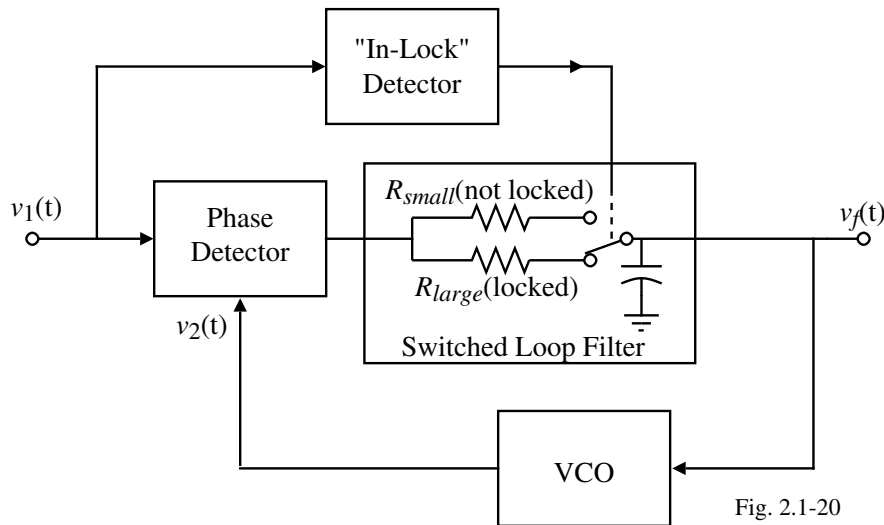 "In-Lock"
Detector
v1(t)
Phase
Detector
Rsmall(not locked)
Rlarge(locked)
vf(t)
v2(t)
Switched Loop Filter
VCO
Fig. 2.1-20